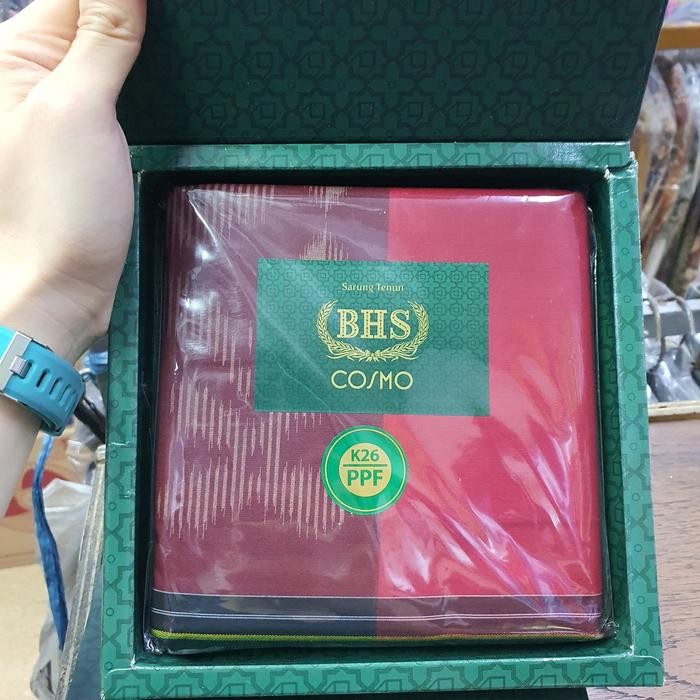 Sarung Tenun
BHS
COSMO
K26
PPF